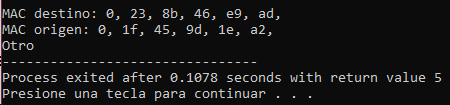 MAC destino: 0, 23, 8b, 46, e9, ad,
MAC origen: 0, 1f, 45, 9d, 1e, a2,
Otro
--------------------------------
Process exited after 0.1078 seconds with return value 5
Presione una tecla para continuar . . .